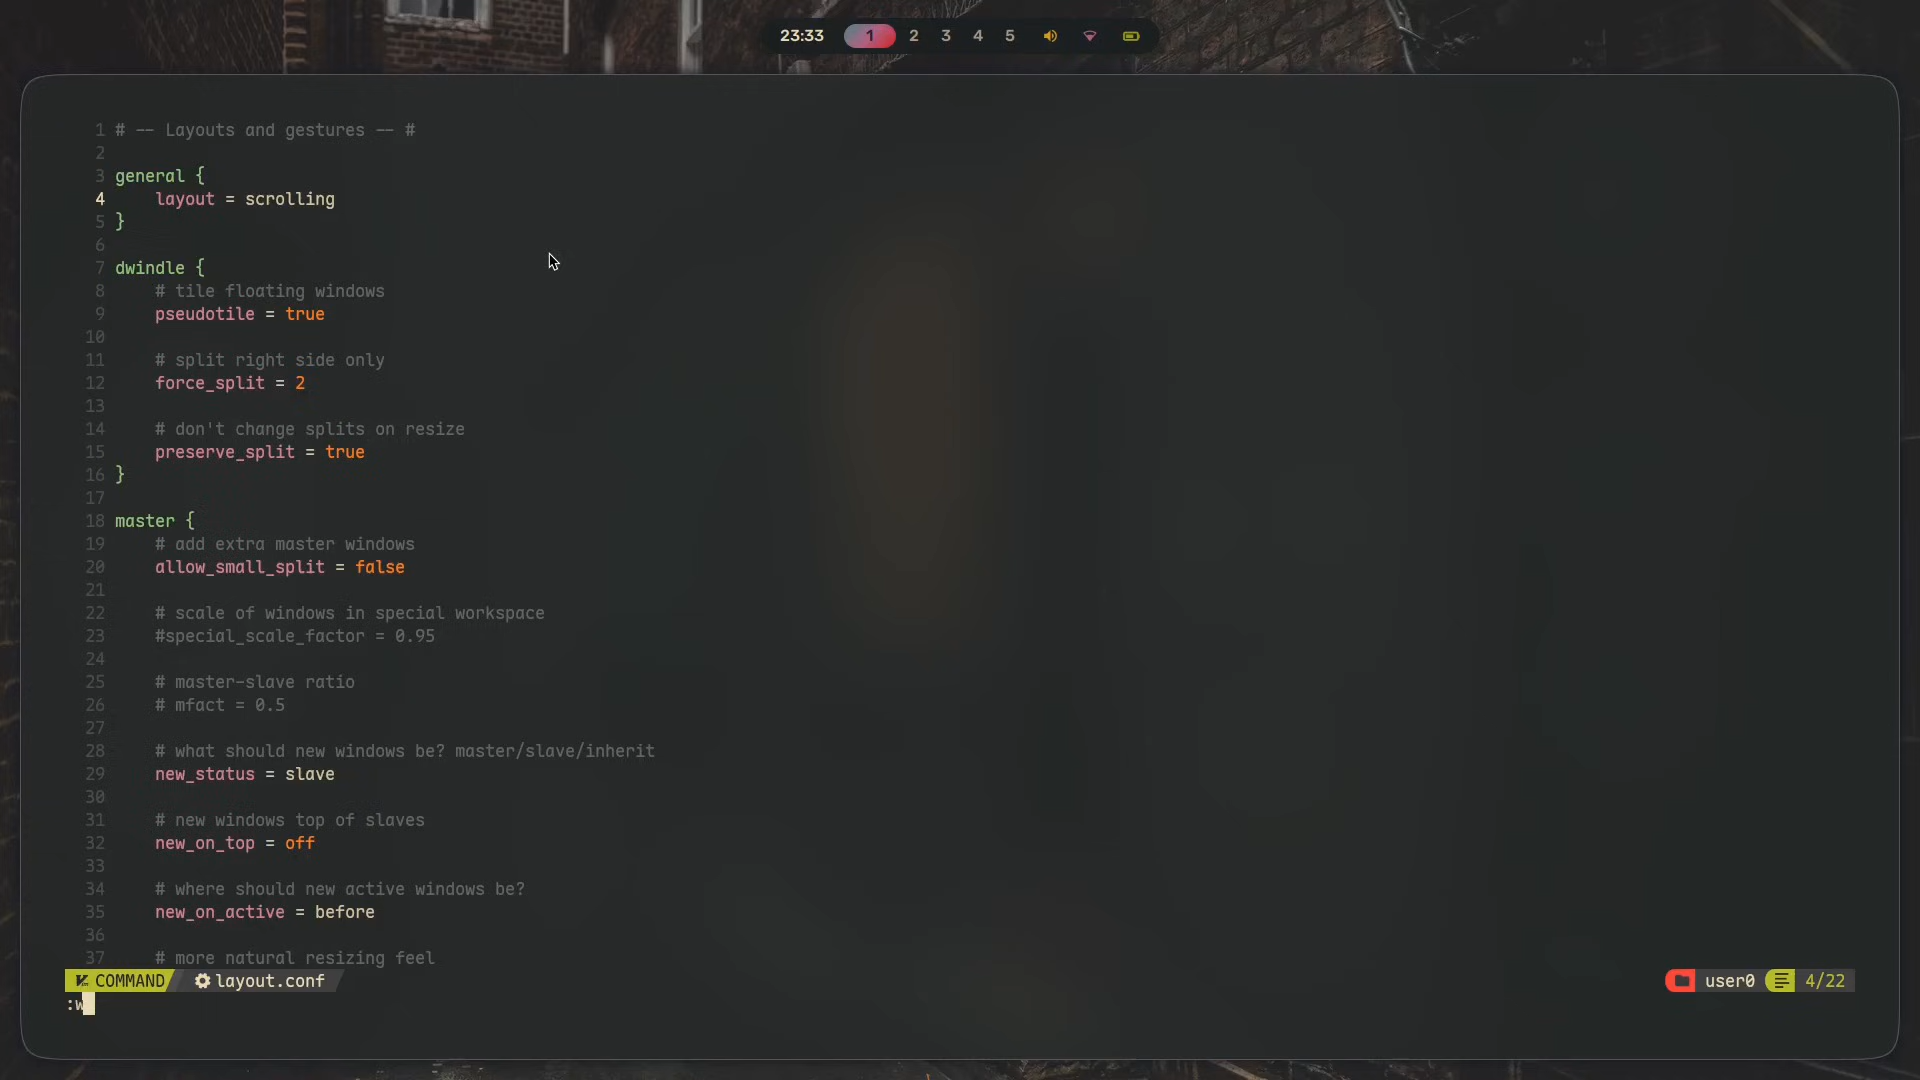 23:33 1 2 3 4 5
1 # -- Layouts and gestures -- #
2
3 general {
4     layout = scrolling
5 }
6
7 dwindle {
8     # tile floating windows
9     pseudotile = true
10
11     # split right side only
12     force_split = 2
13
14     # don't change splits on resize
15     preserve_split = true
16 }
17
18 master {
19     # add extra master windows
20     allow_small_split = false
21
22     # scale of windows in special workspace
23     #special_scale_factor = 0.95
24
25     # master-slave ratio
26     # mfact = 0.5
27
28     # what should new windows be? master/slave/inherit
29     new_status = slave
30
31     # new windows top of slaves
32     new_on_top = off
33
34     # where should new active windows be?
35     new_on_active = before
36
37     # more natural resizing feel
COMMAND layout.conf user0 4/22
:w